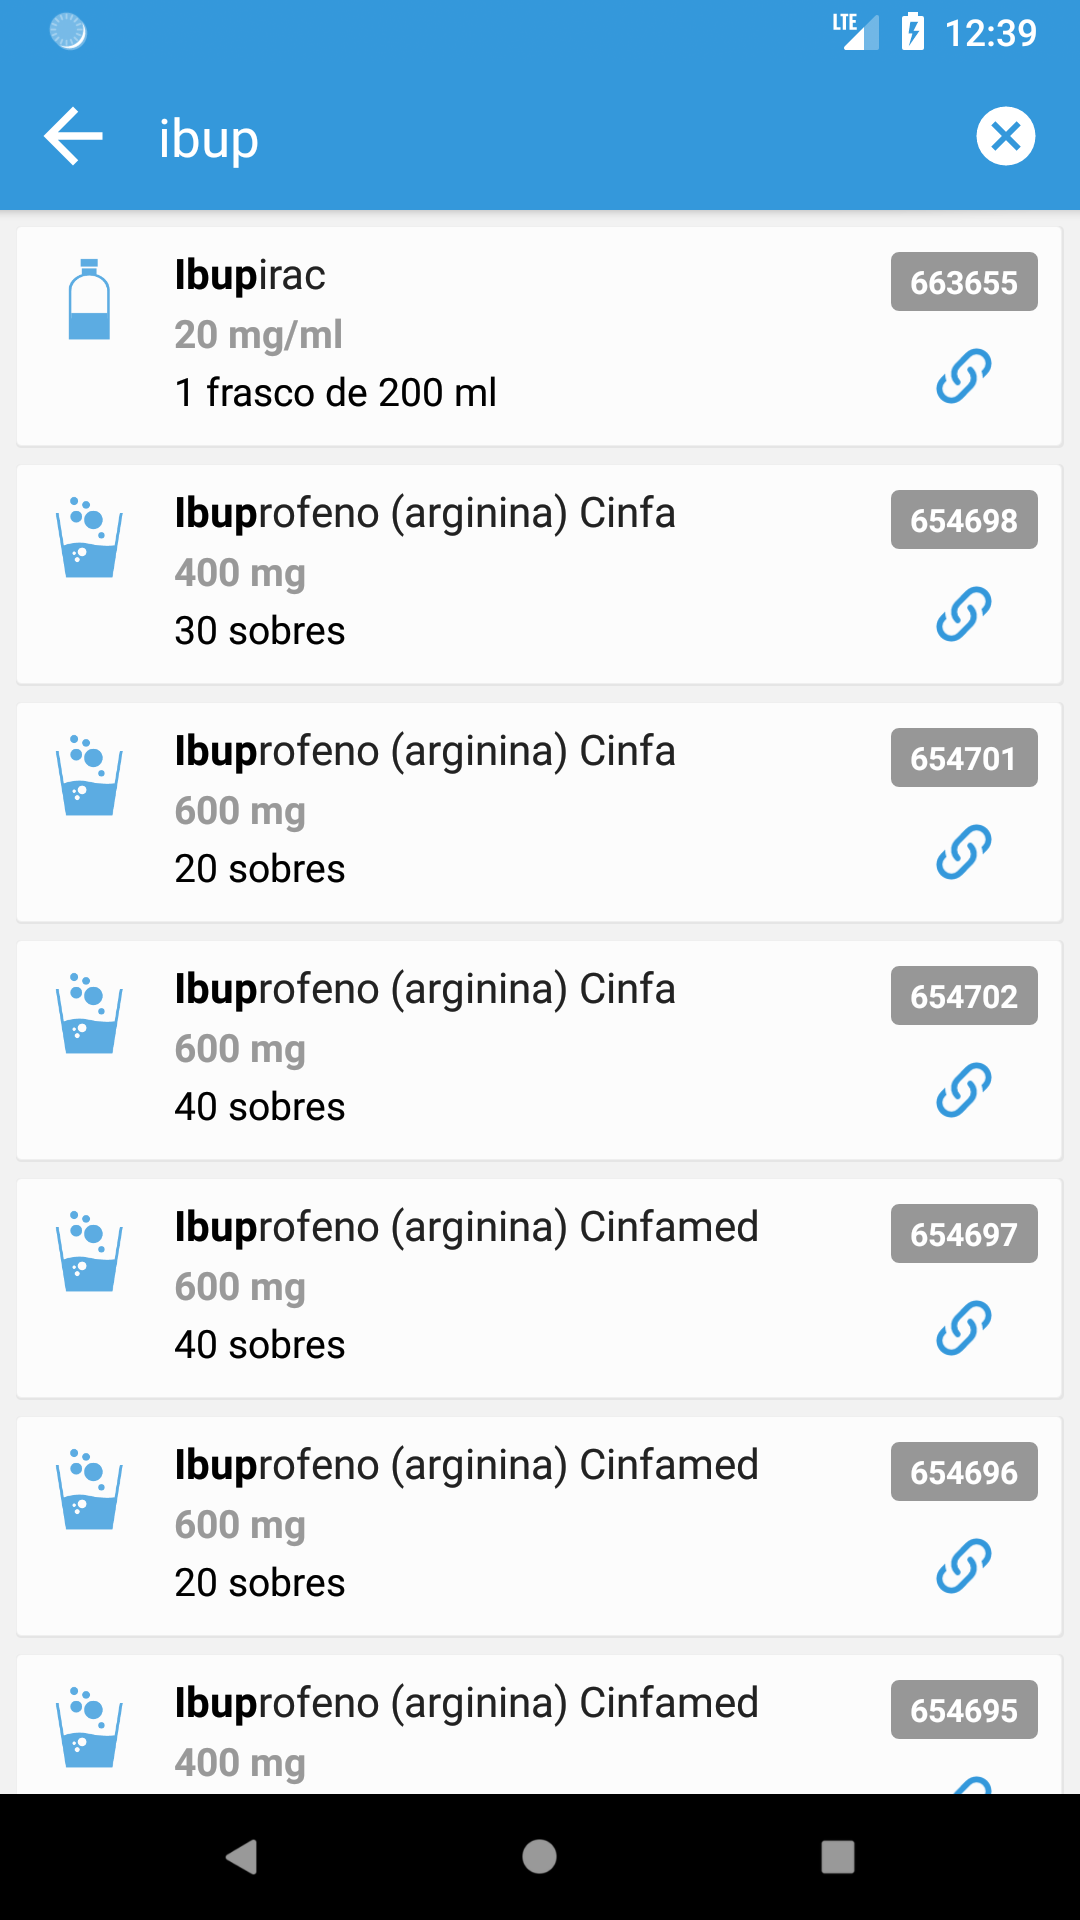 LTE 12:39
ibup
Ibupirac 663655
20 mg/ml
1 frasco de 200 ml
Ibuprofeno (arginina) Cinfa 654698
400 mg
30 sobres
Ibuprofeno (arginina) Cinfa 654701
600 mg
20 sobres
Ibuprofeno (arginina) Cinfa 654702
600 mg
40 sobres
Ibuprofeno (arginina) Cinfamed 654697
600 mg
40 sobres
Ibuprofeno (arginina) Cinfamed 654696
600 mg
20 sobres
Ibuprofeno (arginina) Cinfamed 654695
400 mg